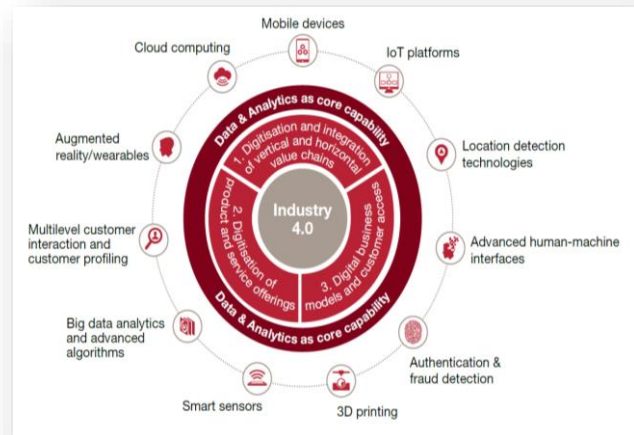 Mobile devices
Cloud computing
IoT platforms
Augmented
reality/wearables
Location detection
technologies
Multilevel customer
interaction and
customer profiling
Advanced human-machine
interfaces
Big data analytics
and advanced
algorithms
Authentication &
fraud detection
Smart sensors
3D printing
Data & Analytics as core capability
1. Digitisation and integration
of vertical and horizontal
value chains
2. Digitisation of
product and service offerings
Industry
4.0
3. Digital business
models and customer access
Data & Analytics as core capability